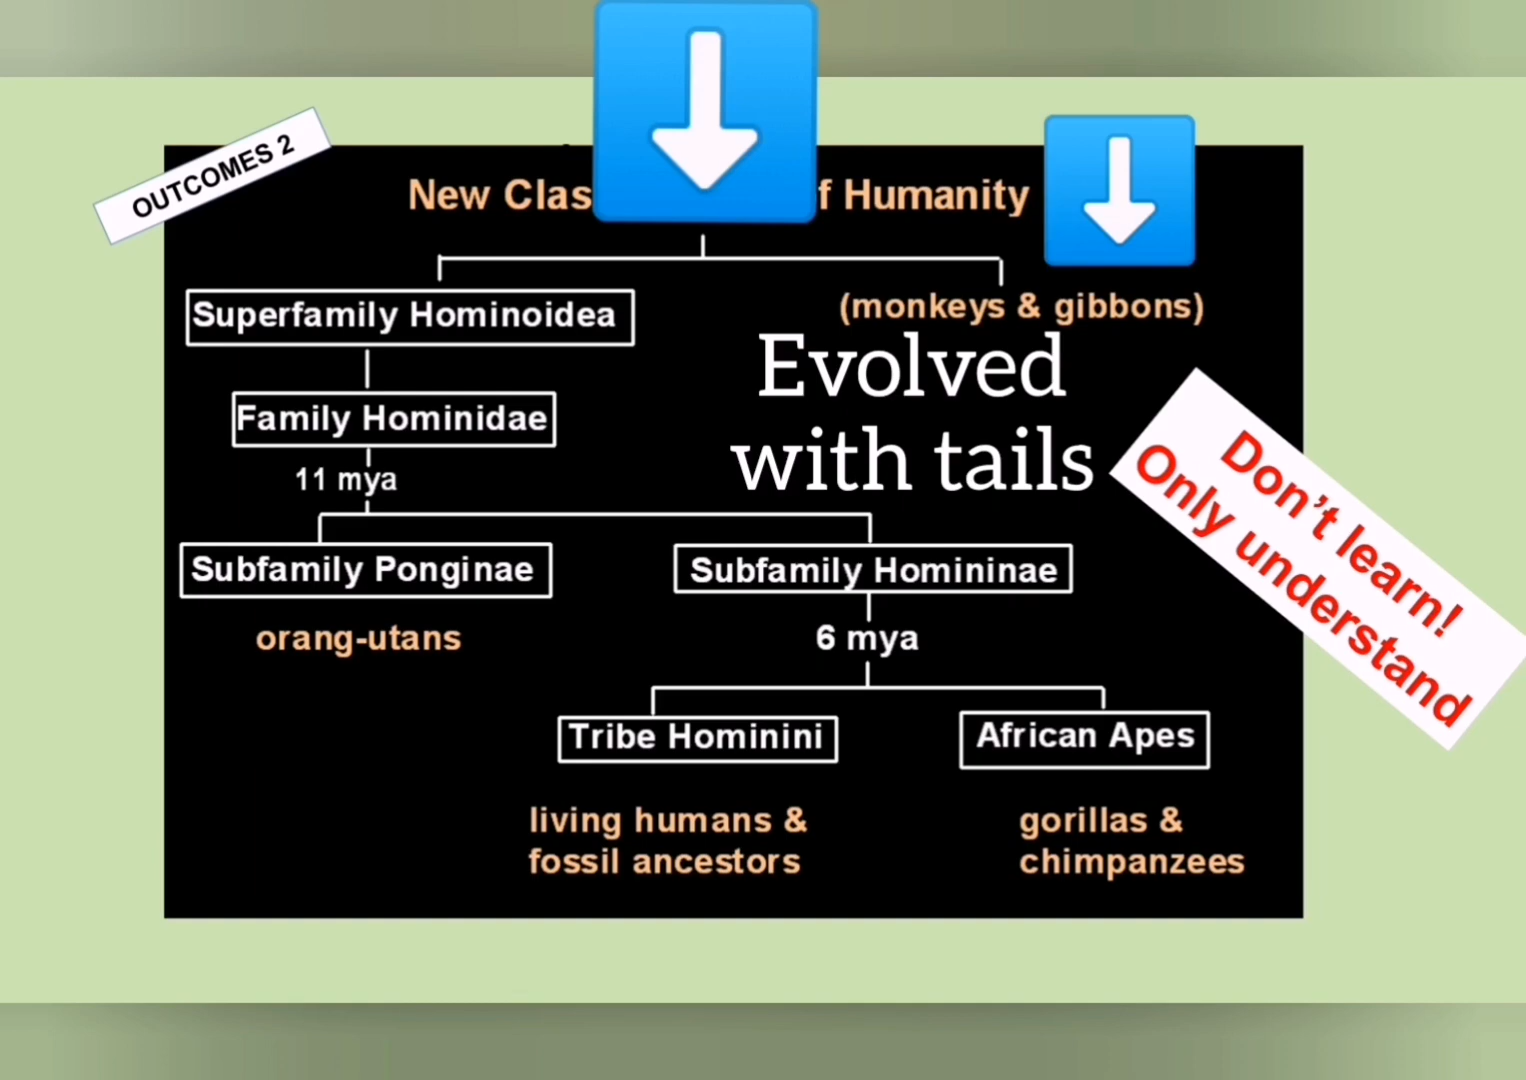 OUTCOMES 2
New Clas
f Humanity
Superfamily Hominoidea
(monkeys & gibbons)
Evolved
with tails
Family Hominidae
11 mya
Don't learn!
Only understand
Subfamily Ponginae
Subfamily Homininae
orang-utans
6 mya
Tribe Hominini
African Apes
living humans &
fossil ancestors
gorillas &
chimpanzees